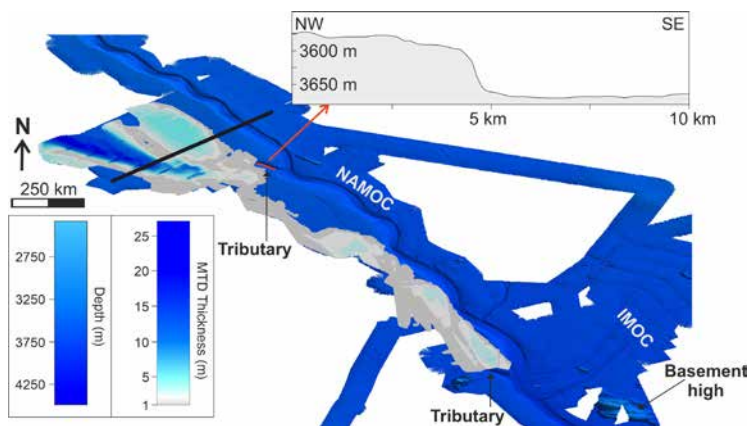 NW
SE
3600 m
3650 m
5 km
10 km
N
250 km
NAMOC
Tributary
IMOC
2750
3250
3750
4250
Depth (m)
25
20
15
10
5
1
MTD Thickness (m)
Basement
high
Tributary